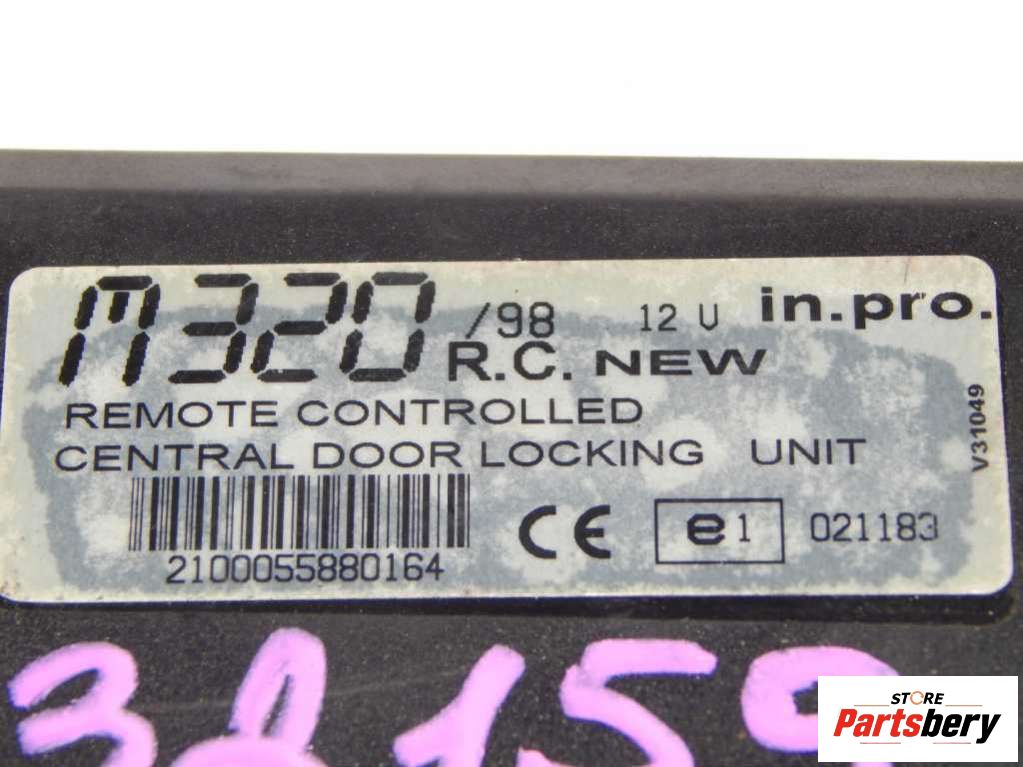 M320 /98 12 V in.pro.
R.C. NEW
REMOTE CONTROLLED
CENTRAL DOOR LOCKING UNIT
V31049
2100055880164
CE e1 021183
STORE
Partsbery